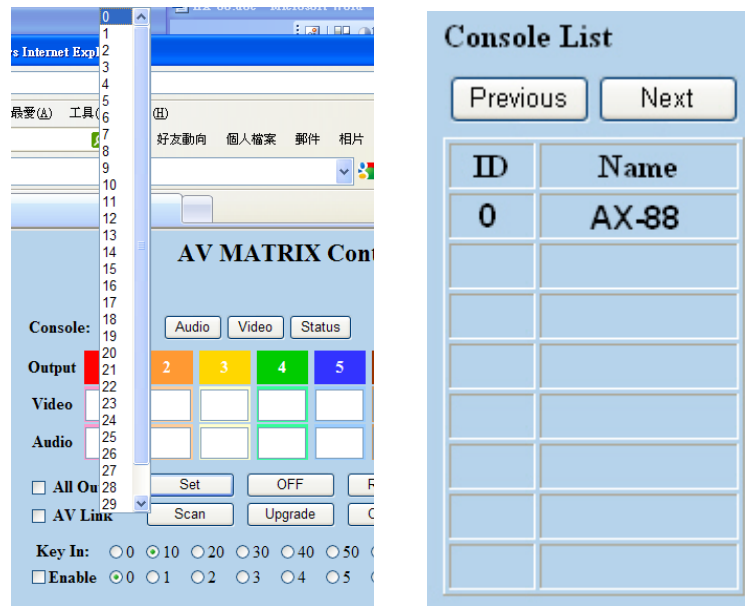 0
1
2
3
4
5
6
7
8
9
10
11
12
13
14
15
16
17
18
19
20
21
22
23
24
25
26
27
28
29
s Internet Exp
最愛(A) 工具( (H)
好友動向 個人檔案 郵件 相片
AV MATRIX Cont
Console: Audio Video Status
Output 2 3 4 5
Video
Audio
All Ou Set OFF R
AV Link Scan Upgrade
Key In: 0 10 20 30 40 50
Enable 0 1 2 3 4 5
Console List
Previous Next
ID Name
0 AX-88